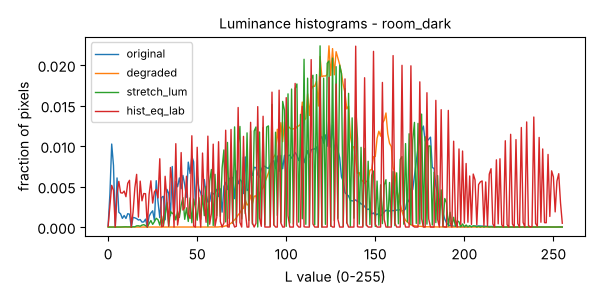 Luminance histograms - room_dark
original
degraded
stretch_lum
hist_eq_lab
fraction of pixels
0.020
0.015
0.010
0.005
0.000
0 50 100 150 200 250
L value (0-255)